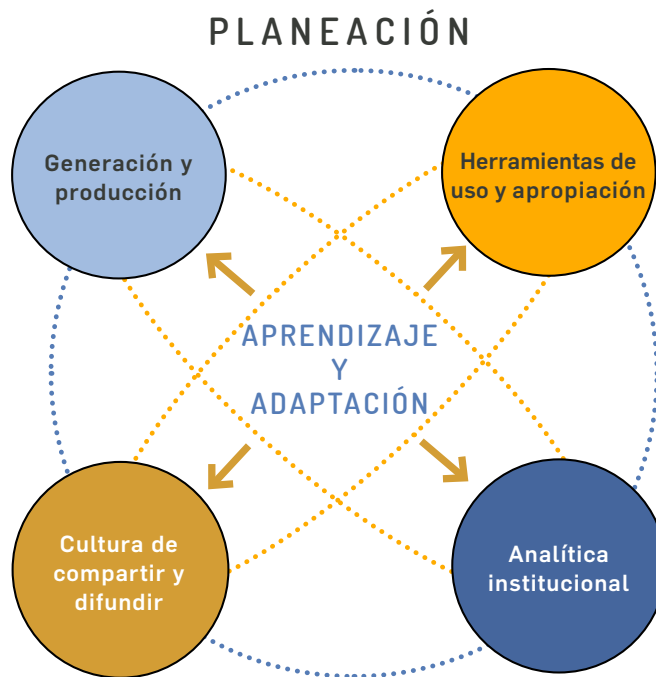 PLANEACIÓN
Generación y
producción
Herramientas de
uso y apropiación
APRENDIZAJE
Y
ADAPTACIÓN
Cultura de
compartir y
difundir
Analítica
institucional